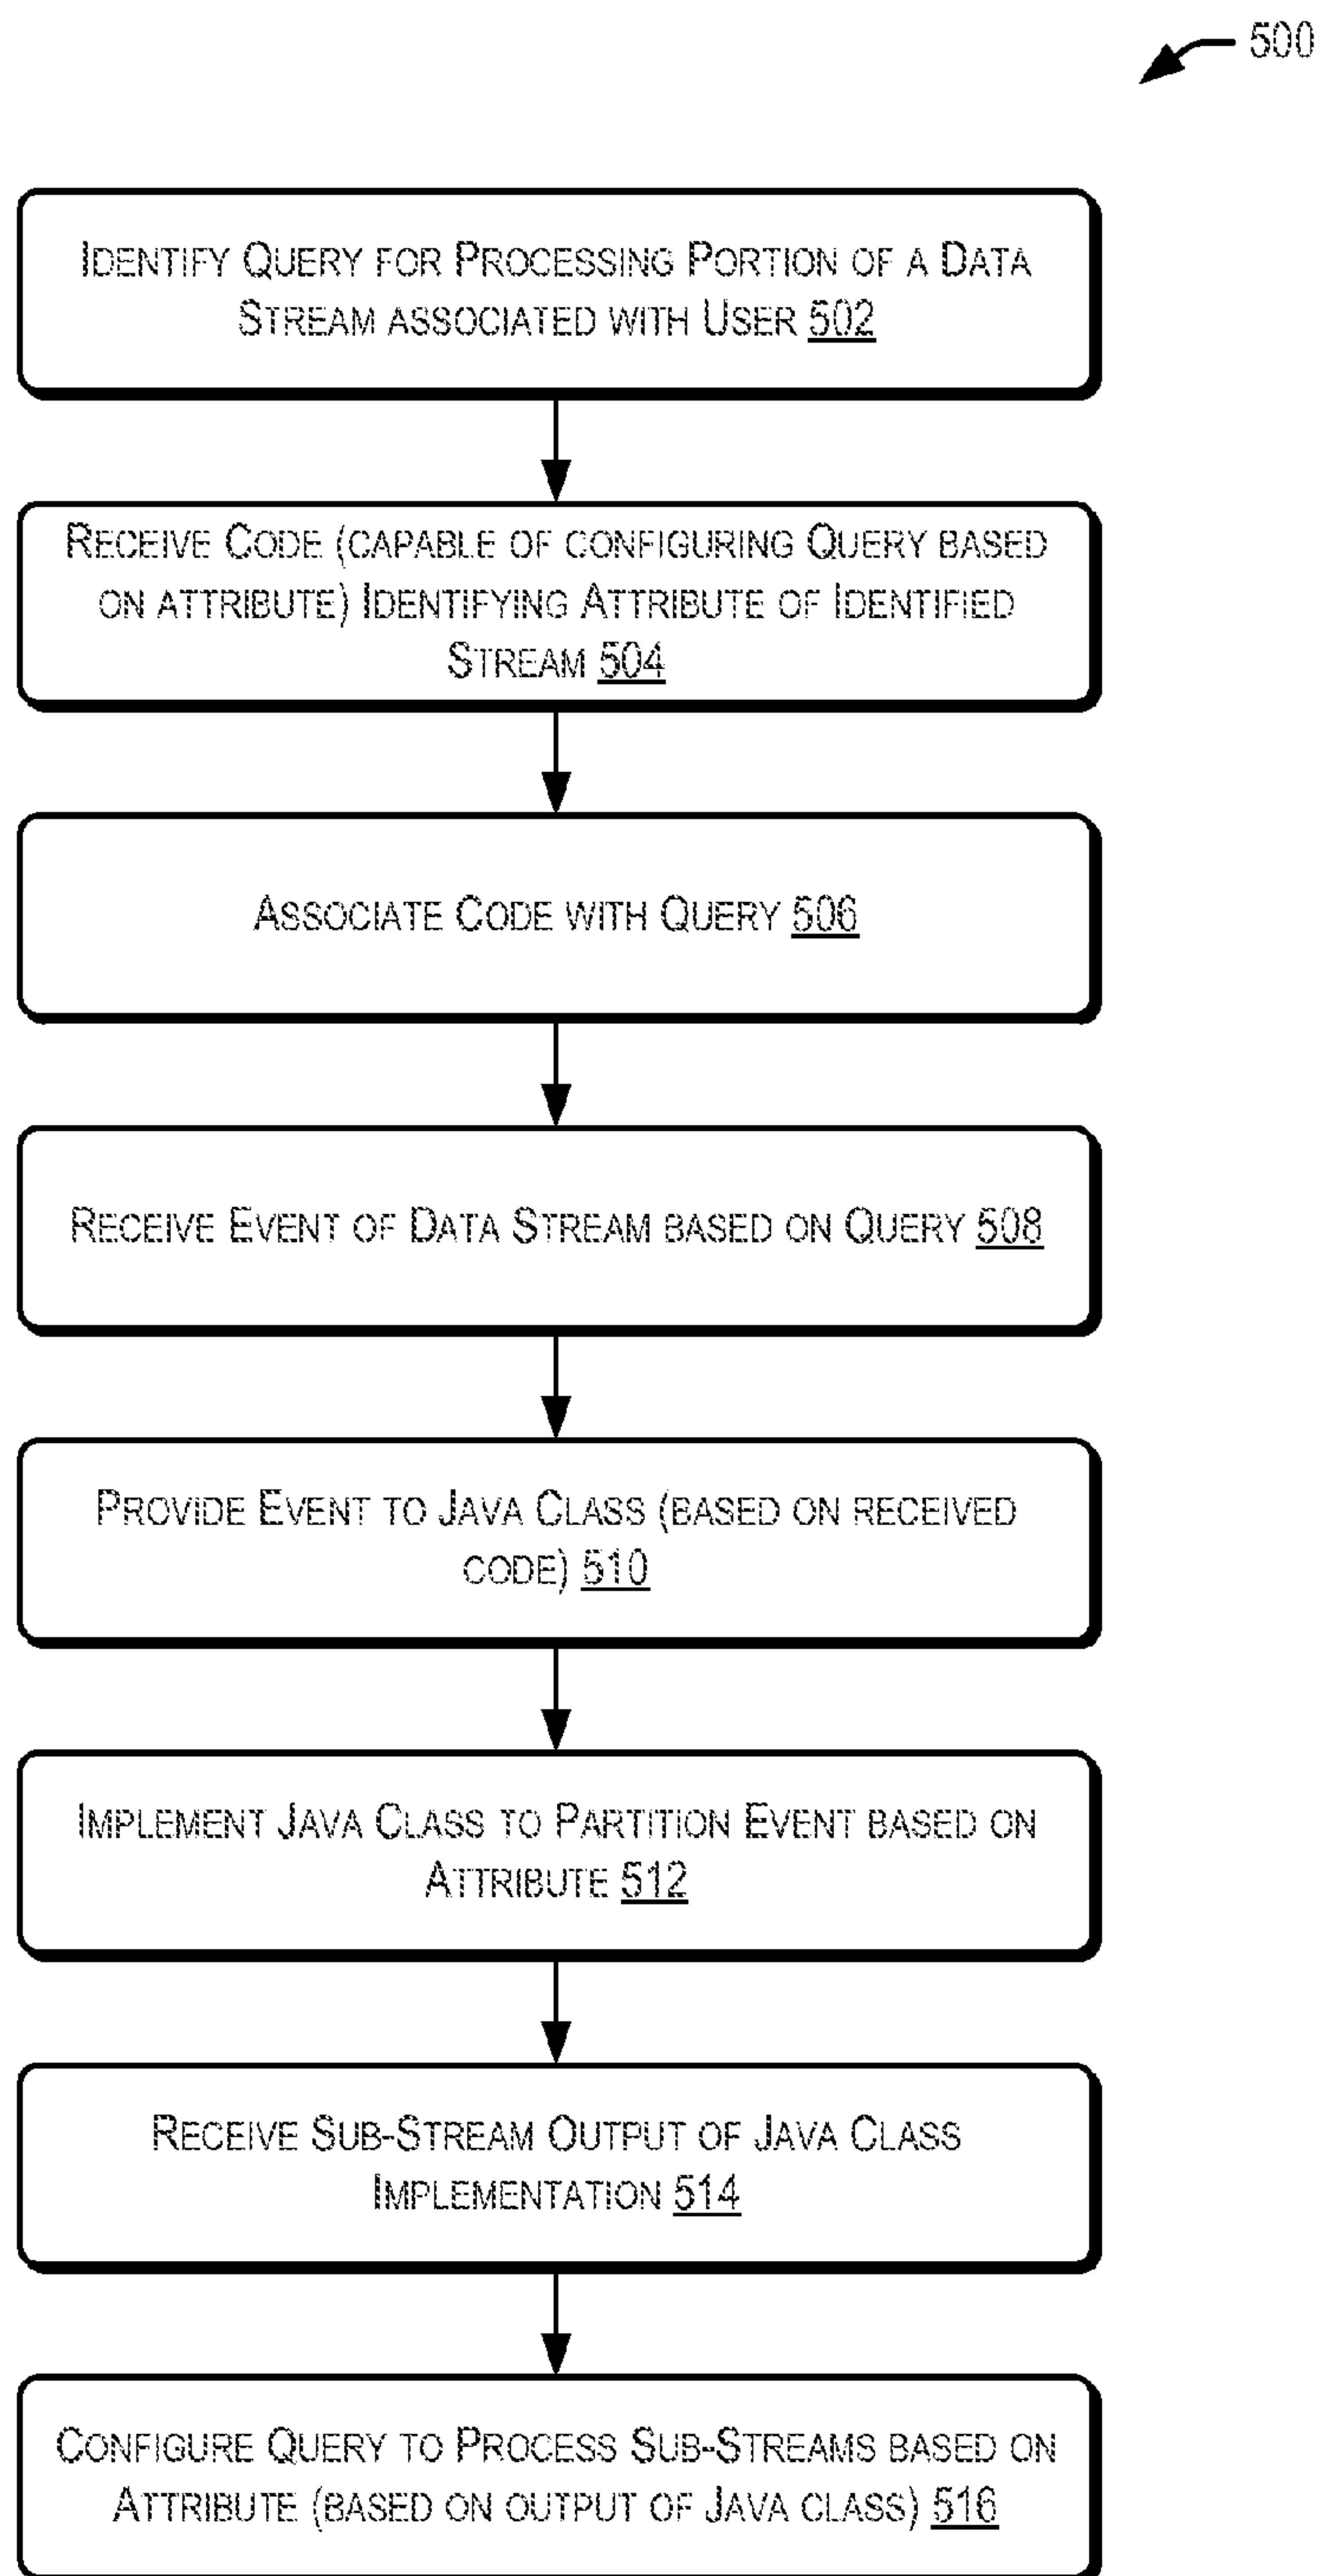 500
Identify Query for Processing Portion of a Data
Stream associated with User 502
Receive Code (capable of configuring Query based
on attribute) Identifying Attribute of Identified
Stream 504
Associate Code with Query 506
Receive Event of Data Stream based on Query 508
Provide Event to Java Class (based on received
code) 510
Implement Java Class to Partition Event based on
Attribute 512
Receive Sub-Stream Output of Java Class
Implementation 514
Configure Query to Process Sub-Streams based on
Attribute (based on output of Java class) 516